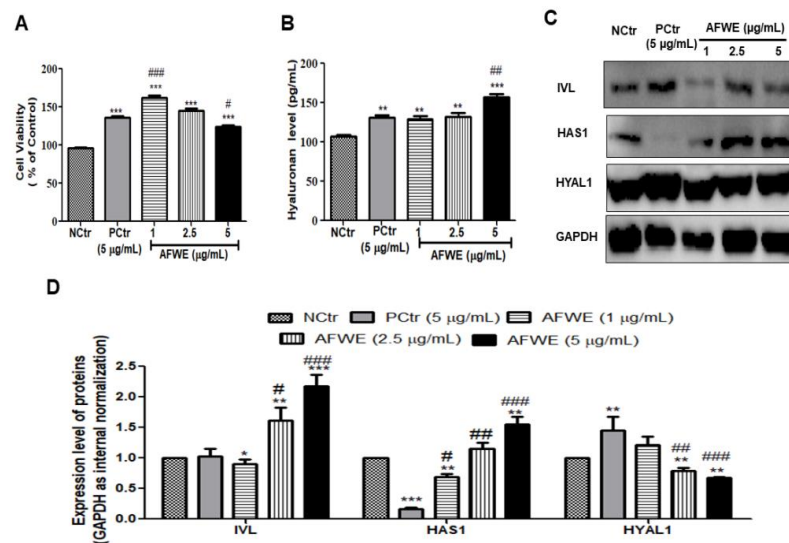 A
Cell Viability
( % of Control)
200
150
100
50
0
###
***
***
***
#
***
NCtr
PCtr
(5 µg/mL)
1
2.5
5
AFWE (µg/mL)
B
Hyaluronan level (pg/mL)
200
150
100
50
0
**
**
**
##
***
NCtr
PCtr
(5 µg/mL)
1
2.5
5
AFWE (µg/mL)
C
NCtr
PCtr
(5 µg/mL)
AFWE (µg/mL)
1
2.5
5
IVL
HAS1
HYAL1
GAPDH
D
NCtr
PCtr (5 µg/mL)
AFWE (1 µg/mL)
AFWE (2.5 µg/mL)
AFWE (5 µg/mL)
Expression level of proteins
(GAPDH as internal normalization)
2.5
2.0
1.5
1.0
0.5
0.0
*
#
**
###
***
***
#
**
##
###
**
**
##
**
###
**
IVL
HAS1
HYAL1